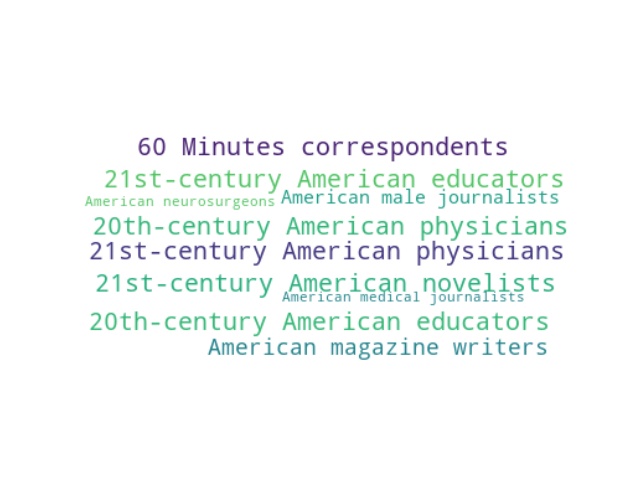 60 Minutes correspondents
21st-century American educators
American neurosurgeons American male journalists
20th-century American physicians
21st-century American physicians
21st-century American novelists
American medical journalists
20th-century American educators
American magazine writers